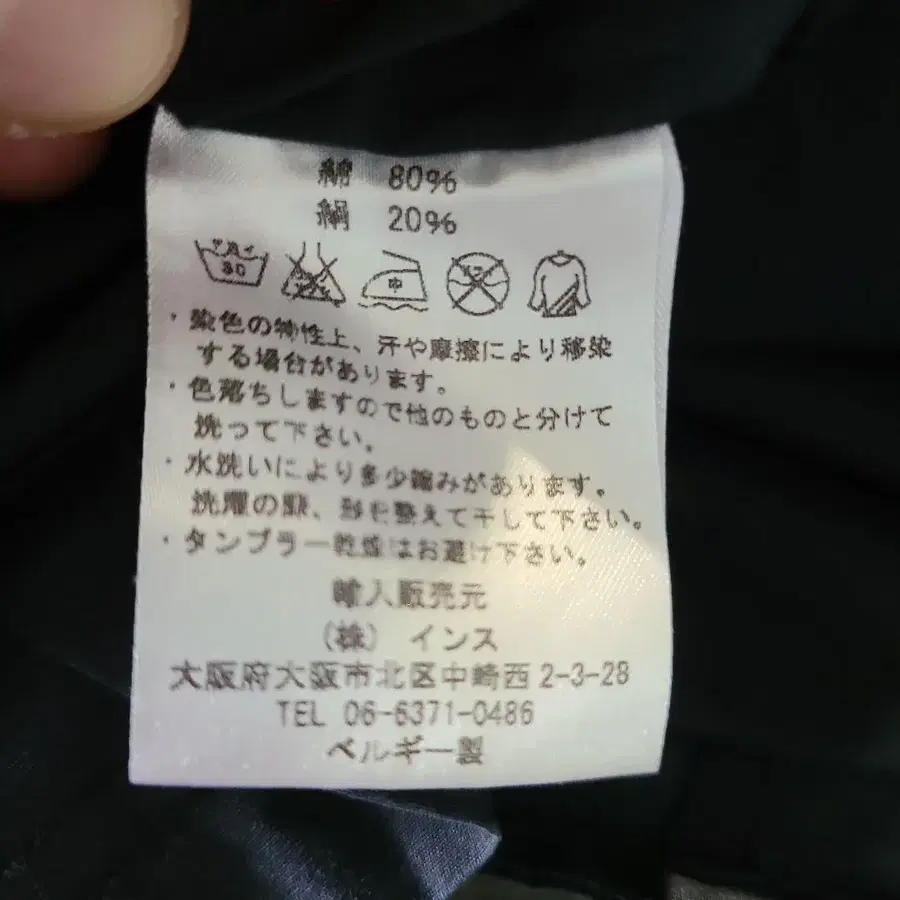 綿 80%
絹 20%
30
中
・染色の特性上、汗や摩擦により移染
する場合があります。
・色落ちしますので他のものと分けて
洗って下さい。
・水洗いにより多少縮みがあります。
洗濯の際、形を整えて干して下さい。
・タンブラー乾燥はお避け下さい。
輸入販売元
(株) インス
大阪府大阪市北区中崎西2-3-28
TEL 06-6371-0486
ベルギー製